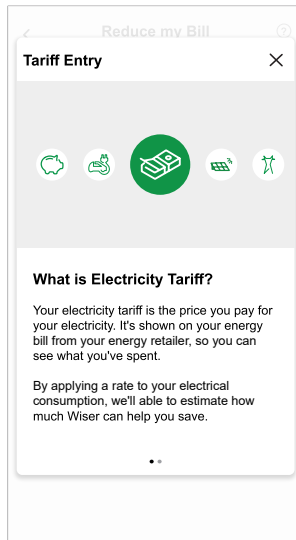 Reduce my Bill
Tariff Entry
What is Electricity Tariff?
Your electricity tariff is the price you pay for
your electricity. It's shown on your energy
bill from your energy retailer, so you can
see what you've spent.
By applying a rate to your electrical
consumption, we'll able to estimate how
much Wiser can help you save.